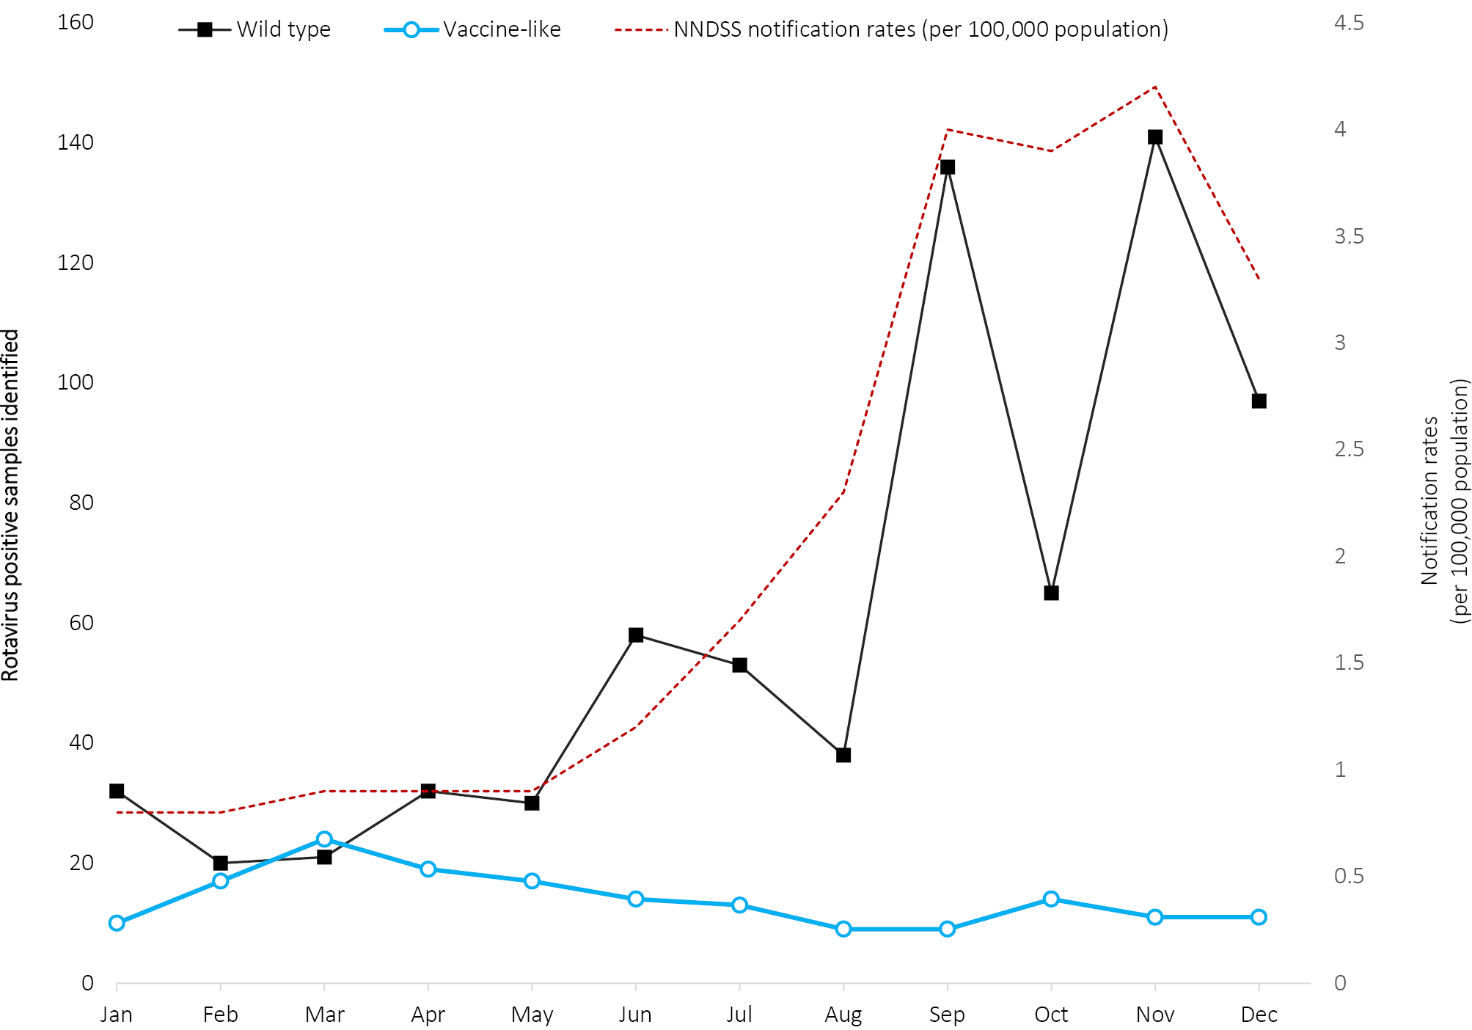 Wild type
Vaccine-like
NNDSS notification rates (per 100,000 population)
160
140
120
100
80
60
40
20
0
Rotavirus positive samples identified
4.5
4
3.5
3
2.5
2
1.5
1
0.5
0
Notification rates
(per 100,000 population)
Jan Feb Mar Apr May Jun Jul Aug Sep Oct Nov Dec